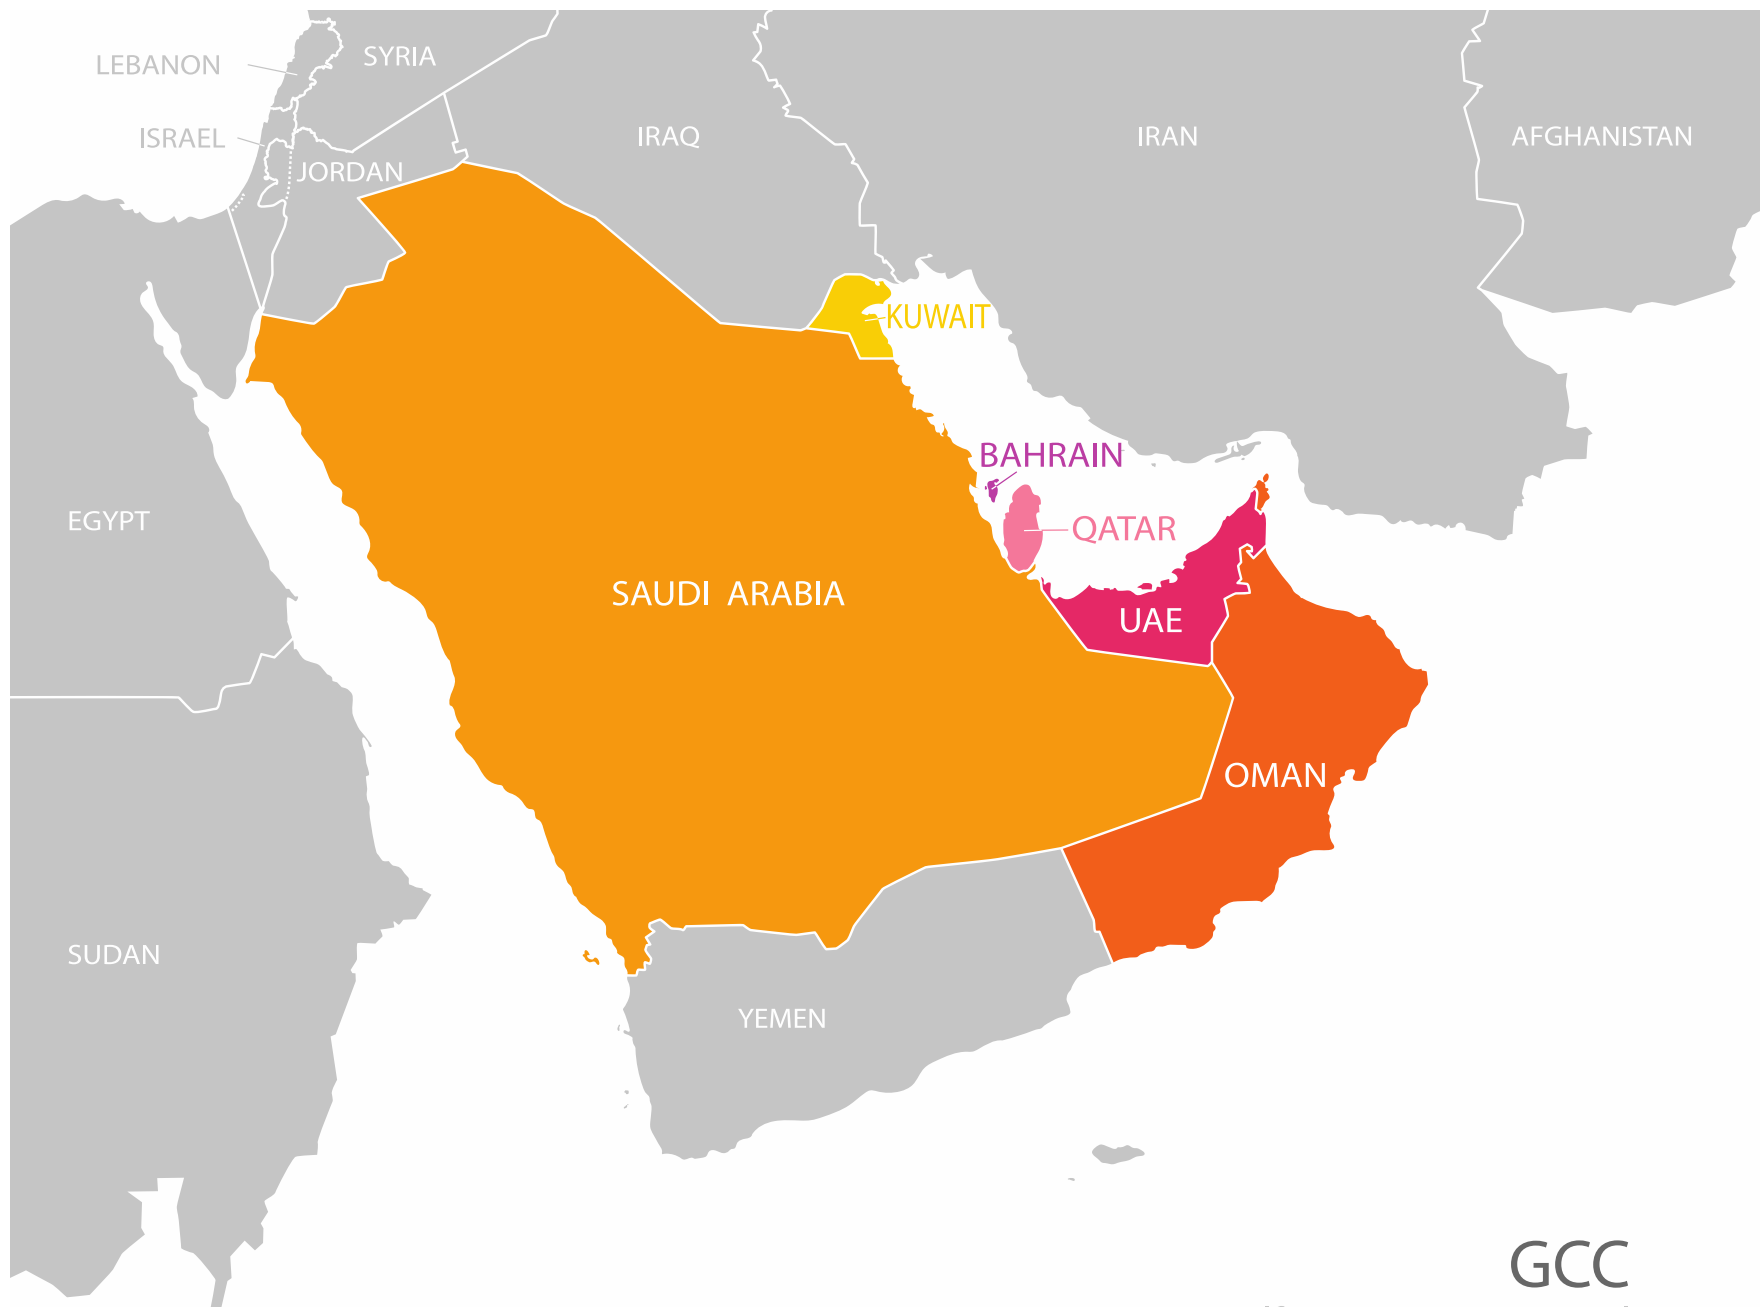 SYRIA
LEBANON
ISRAEL
IRAQ
IRAN
AFGHANISTAN
JORDAN
KUWAIT
BAHRAIN
EGYPT
QATAR
SAUDI ARABIA
UAE
OMAN
SUDAN
YEMEN
GCC